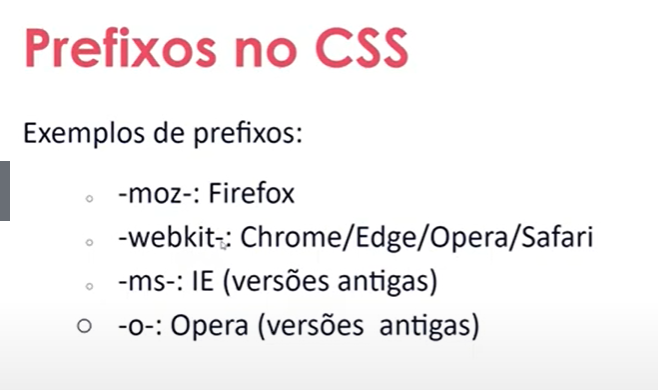 Prefixos no CSS
Exemplos de prefixos:
-moz-: Firefox
-webkit-: Chrome/Edge/Opera/Safari
-ms-: IE (versões antigas)
-o-: Opera (versões antigas)